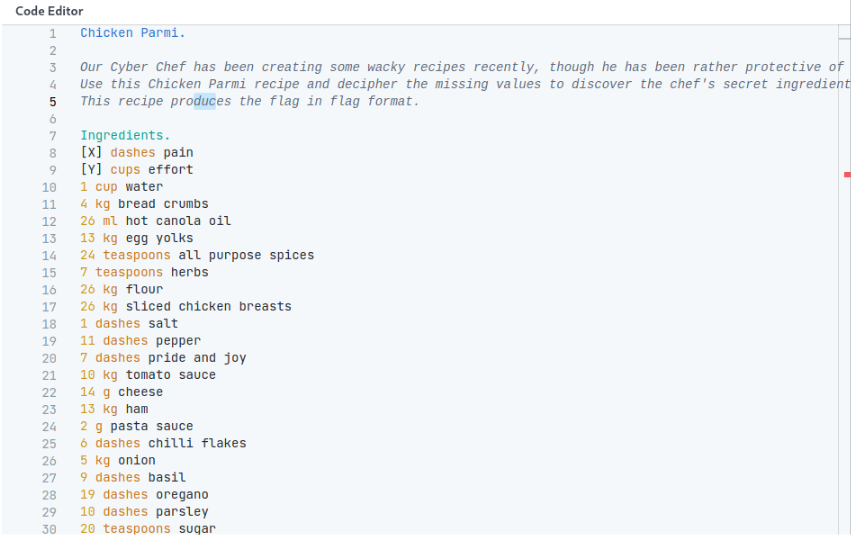 Code Editor
1 Chicken Parmi.
2
3 Our Cyber Chef has been creating some wacky recipes recently, though he has been rather protective of
4 Use this Chicken Parmi recipe and decipher the missing values to discover the chef's secret ingredient
5 This recipe produces the flag in flag format.
6
7 Ingredients.
8 [X] dashes pain
9 [Y] cups effort
10 1 cup water
11 4 kg bread crumbs
12 26 ml hot canola oil
13 13 kg egg yolks
14 24 teaspoons all purpose spices
15 7 teaspoons herbs
16 26 kg flour
17 26 kg sliced chicken breasts
18 1 dashes salt
19 11 dashes pepper
20 7 dashes pride and joy
21 10 kg tomato sauce
22 14 g cheese
23 13 kg ham
24 2 g pasta sauce
25 6 dashes chilli flakes
26 5 kg onion
27 9 dashes basil
28 19 dashes oregano
29 10 dashes parsley
30 20 teaspoons sugar